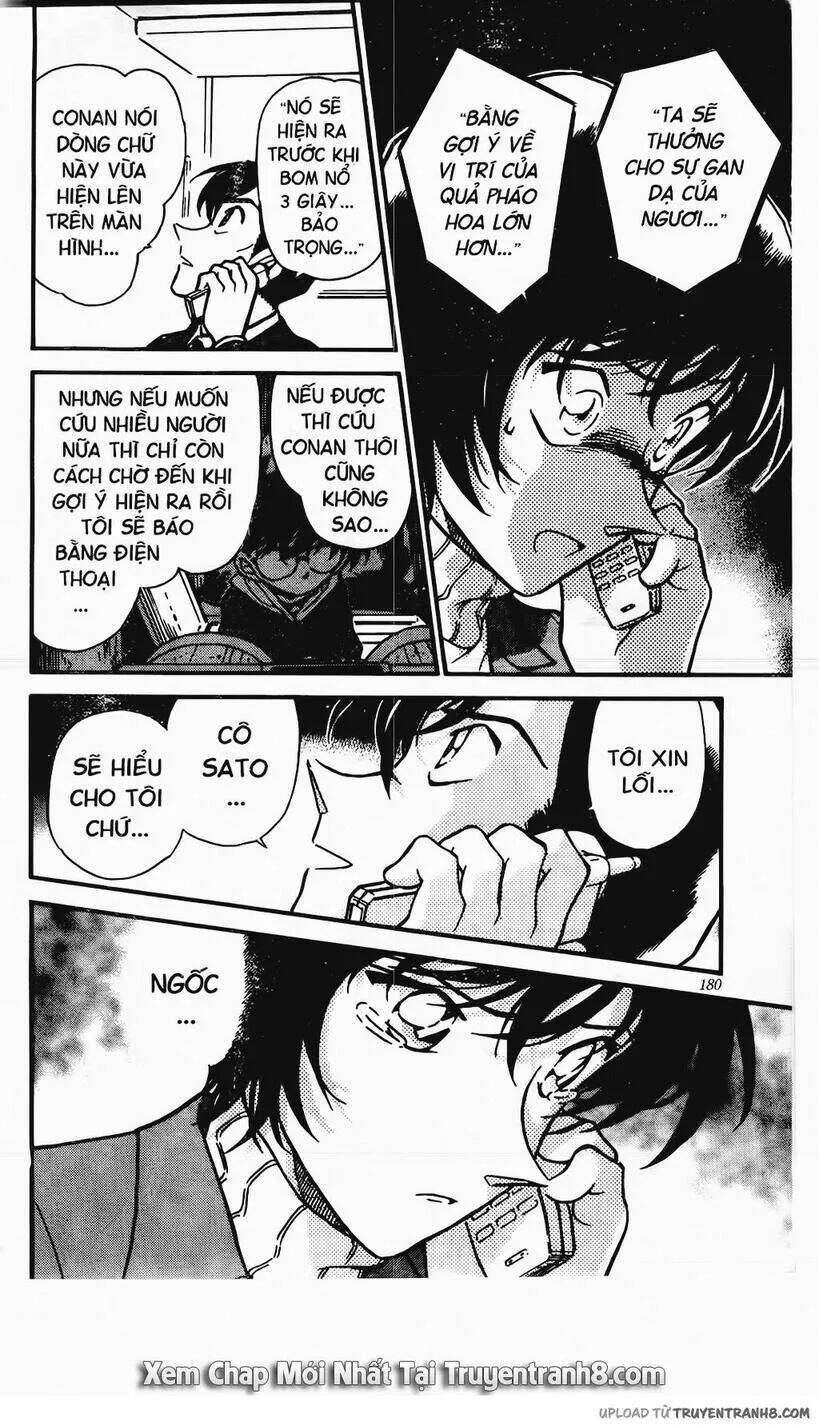 "TA SẼ
THƯỞNG
CHO SỰ GAN
DẠ CỦA
NGƯƠI..."
"BẰNG
GỢI Ý VỀ
VỊ TRÍ CỦA
QUẢ PHÁO
HOA LỚN
HƠN..."
"NÓ SẼ
HIỆN RA
TRƯỚC KHI
BOM NỔ
3 GIÂY...
BẢO
TRỌNG..."
CONAN NÓI
DÒNG CHỮ
NÀY VỪA
HIỆN LÊN
TRÊN MÀN
HÌNH...
NẾU ĐƯỢC
THÌ CỨU
CONAN THÔI
CŨNG
KHÔNG
SAO...
NHƯNG NẾU MUỐN
CỨU NHIỀU NGƯỜI
NỮA THÌ CHỈ CÒN
CÁCH CHỜ ĐẾN KHI
GỢI Ý HIỆN RA RỒI
TÔI SẼ BÁO
BẰNG ĐIỆN
THOẠI
...
TÔI XIN
LỖI...
CÔ
SATO
...
SẼ HIỂU
CHO TÔI
CHỨ...
180
NGỐC
...
Xem Chap Mới Nhất Tại Truyentranh8.com
UPLOAD TỪ TRUYENTRANH8.COM